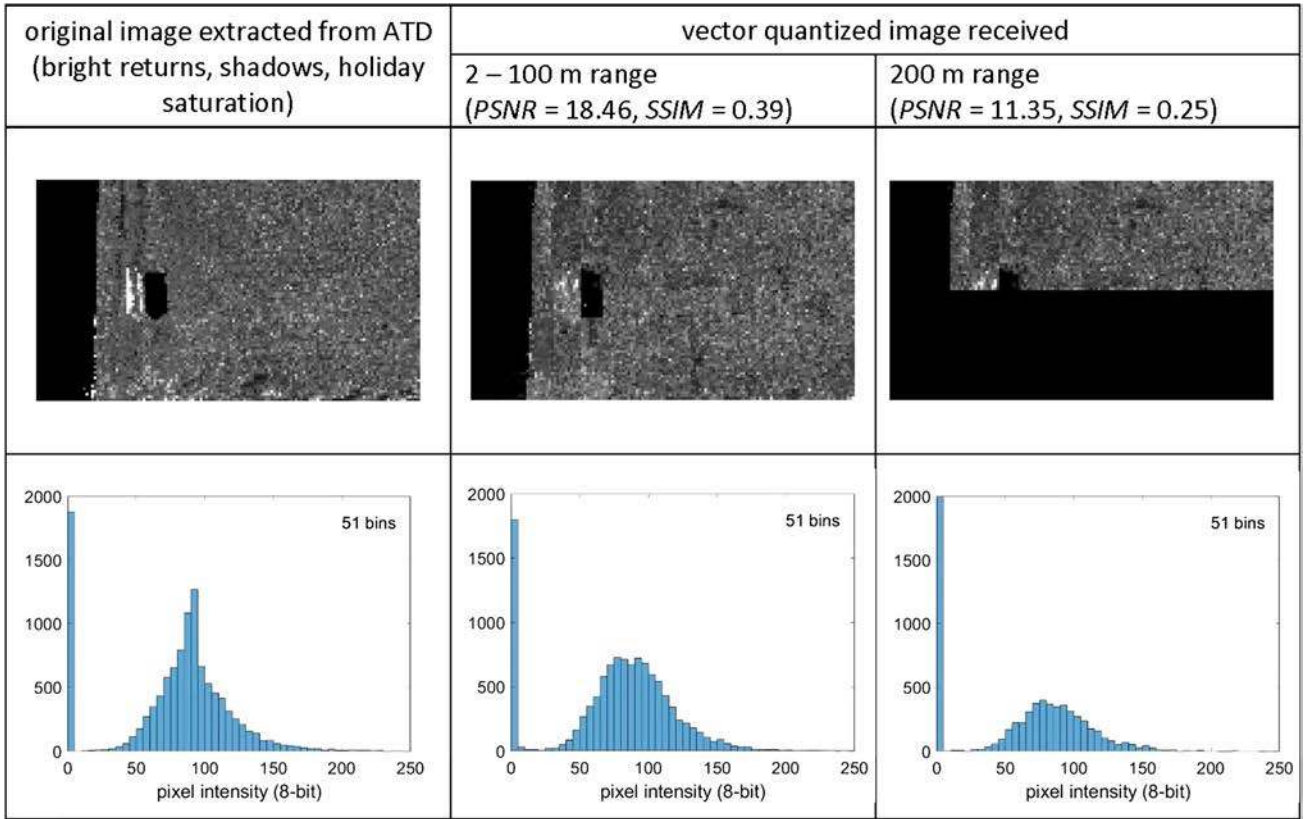 original image extracted from ATD
(bright returns, shadows, holiday
saturation)
vector quantized image received
2 – 100 m range
(PSNR = 18.46, SSIM = 0.39)
200 m range
(PSNR = 11.35, SSIM = 0.25)
2000
1500
1000
500
0
51 bins
0 50 100 150 200 250
pixel intensity (8-bit)
2000
1500
1000
500
0
51 bins
0 50 100 150 200 250
pixel intensity (8-bit)
2000
1500
1000
500
0
51 bins
0 50 100 150 200 250
pixel intensity (8-bit)